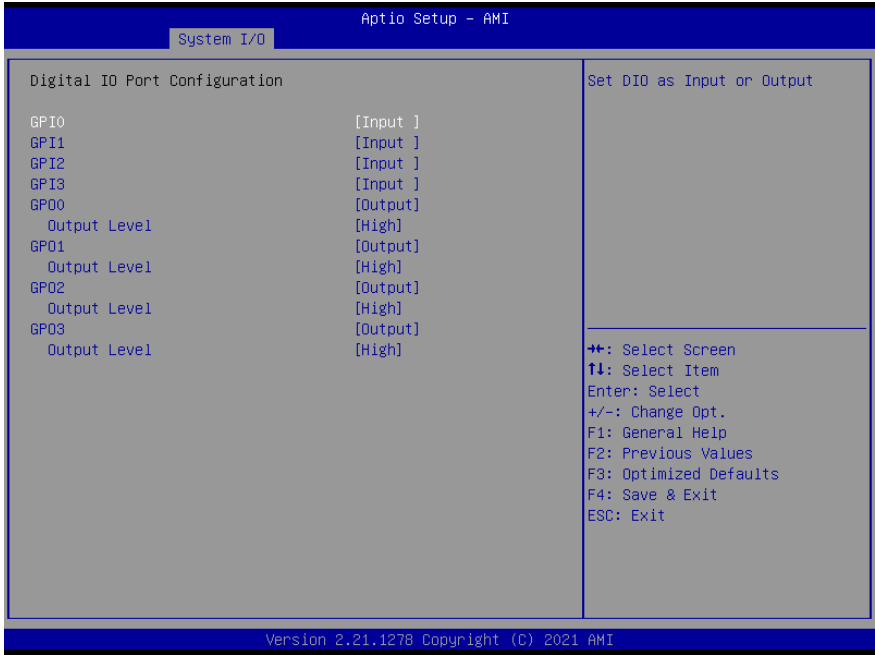 Aptio Setup – AMI
System I/O
Digital IO Port Configuration
GPI0 [Input ]
GPI1 [Input ]
GPI2 [Input ]
GPI3 [Input ]
GPO0 [Output]
Output Level [High]
GPO1 [Output]
Output Level [High]
GPO2 [Output]
Output Level [High]
GPO3 [Output]
Output Level [High]
Set DIO as Input or Output
→←: Select Screen
↑↓: Select Item
Enter: Select
+/-: Change Opt.
F1: General Help
F2: Previous Values
F3: Optimized Defaults
F4: Save & Exit
ESC: Exit
Version 2.21.1278 Copyright (C) 2021 AMI